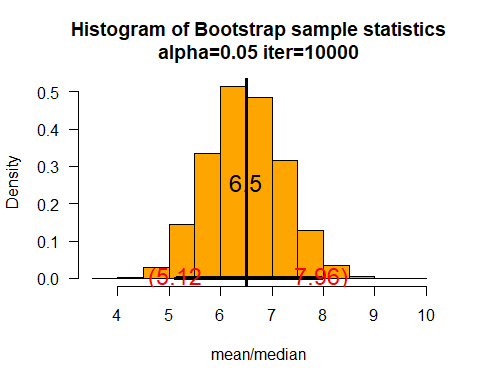 Histogram of Bootstrap sample statistics
alpha=0.05 iter=10000
Density
0.5
0.4
0.3
0.2
0.1
0.0
6.5
(5.12
7.96)
4 5 6 7 8 9 10
mean/median